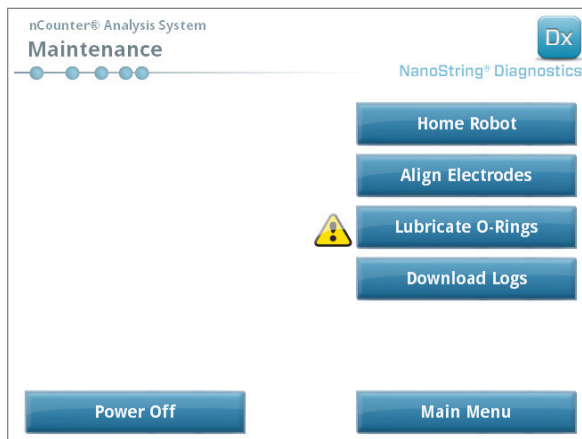 nCounter® Analysis System
Maintenance
Dx
NanoString® Diagnostics
Home Robot
Align Electrodes
Lubricate O-Rings
Download Logs
Power Off
Main Menu